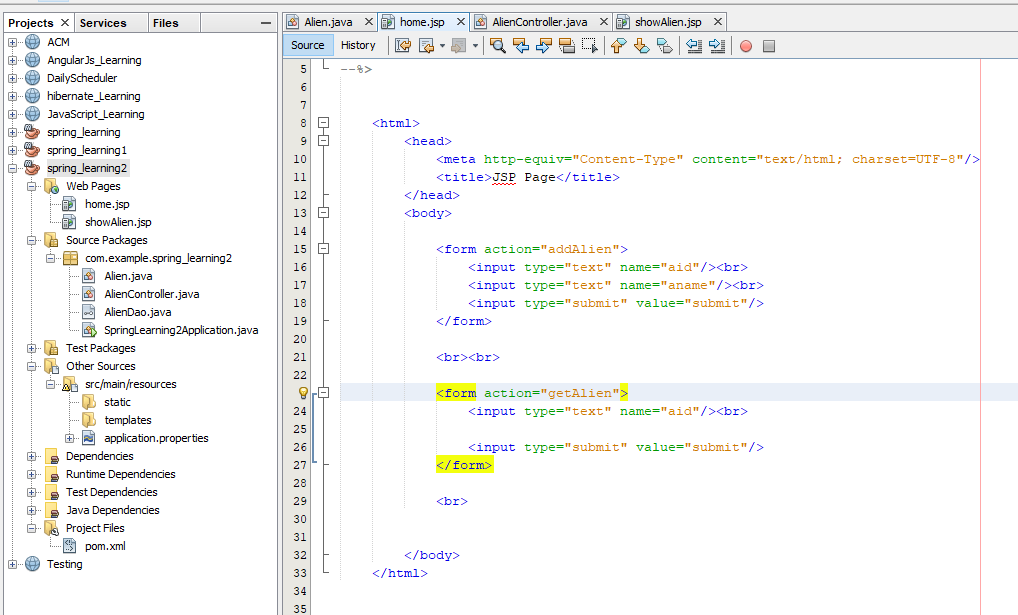 Projects
Services
Files
ACM
AngularJs_Learning
DailyScheduler
hibernate_Learning
JavaScript_Learning
spring_learning
spring_learning1
spring_learning2
Web Pages
home.jsp
showAlien.jsp
Source Packages
com.example.spring_learning2
Alien.java
AlienController.java
AlienDao.java
SpringLearning2Application.java
Test Packages
Other Sources
src/main/resources
static
templates
application.properties
Dependencies
Runtime Dependencies
Test Dependencies
Java Dependencies
Project Files
pom.xml
Testing
Alien.java
home.jsp
AlienController.java
showAlien.jsp
Source
History
5 --%>
6
7
8 <html>
9 <head>
10 <meta http-equiv="Content-Type" content="text/html; charset=UTF-8"/>
11 <title>JSP Page</title>
12 </head>
13 <body>
14
15 <form action="addAlien">
16 <input type="text" name="aid"/><br>
17 <input type="text" name="aname"/><br>
18 <input type="submit" value="submit"/>
19 </form>
20
21 <br><br>
22
<form action="getAlien">
24 <input type="text" name="aid"/><br>
25
26 <input type="submit" value="submit"/>
27 </form>
28
29 <br>
30
31
32 </body>
33 </html>
34
35